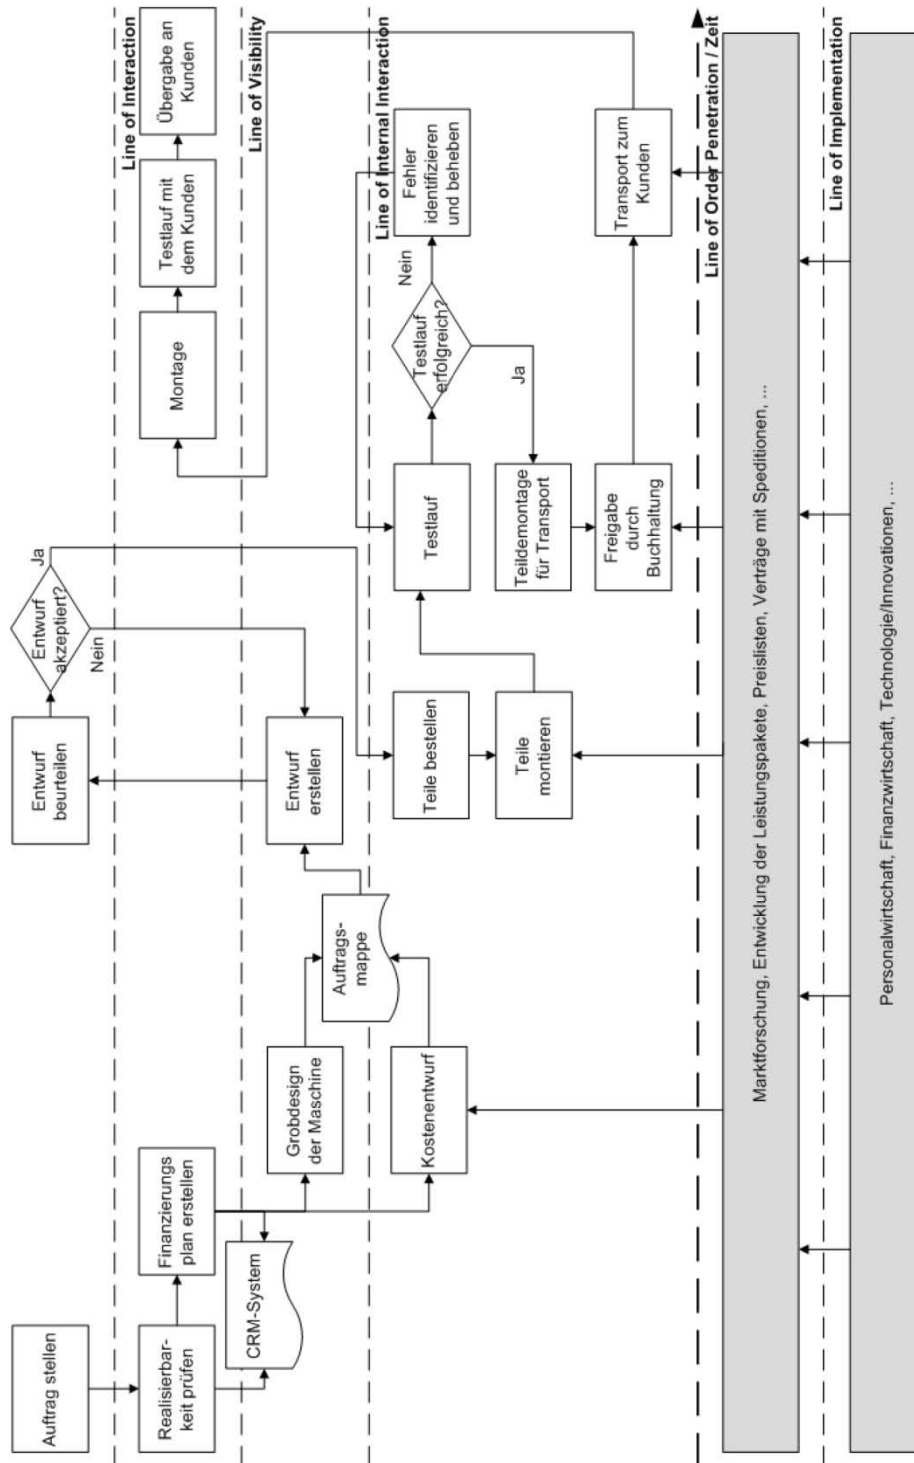 Auftrag stellen
Entwurf
beurteilen
Entwurf
akzeptiert?
Ja
Nein
Line of Interaction
Realisierbar-
keit prüfen
Finanzierungs
plan erstellen
Montage
Testlauf mit
dem Kunden
Übergabe an
Kunden
Line of Visibility
CRM-System
Grobdesign
der Maschine
Auftrags-
mappe
Entwurf
erstellen
Line of Internal Interaction
Kostenentwurf
Teile bestellen
Teile
montieren
Testlauf
Testlauf
erfolgreich?
Nein
Ja
Fehler
identifizieren
und beheben
Teildemontage
für Transport
Freigabe
durch
Buchhaltung
Transport zum
Kunden
Line of Order Penetration / Zeit
Marktforschung, Entwicklung der Leistungspakete, Preislisten, Verträge mit Speditionen, ...
Line of Implementation
Personalwirtschaft, Finanzwirtschaft, Technologie/Innovationen, ...